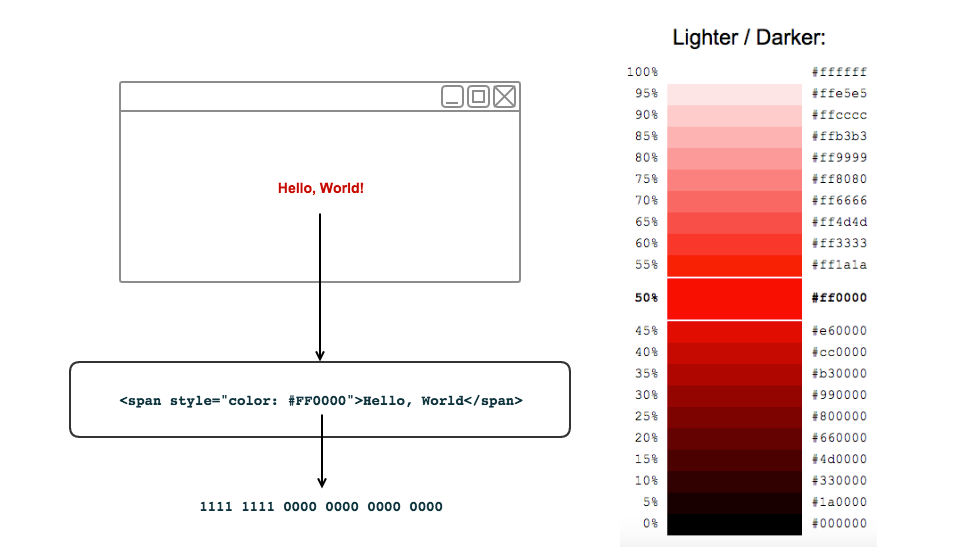 Lighter / Darker:
100% #ffffff
95% #ffe5e5
90% #ffcccc
85% #ffb3b3
80% #ff9999
75% #ff8080
70% #ff6666
65% #ff4d4d
60% #ff3333
55% #ff1a1a
50% #ff0000
45% #e60000
40% #cc0000
35% #b30000
30% #990000
25% #800000
20% #660000
15% #4d0000
10% #330000
5% #1a0000
0% #000000
Hello, World!
<span style="color: #FF0000">Hello, World</span>
1111 1111 0000 0000 0000 0000